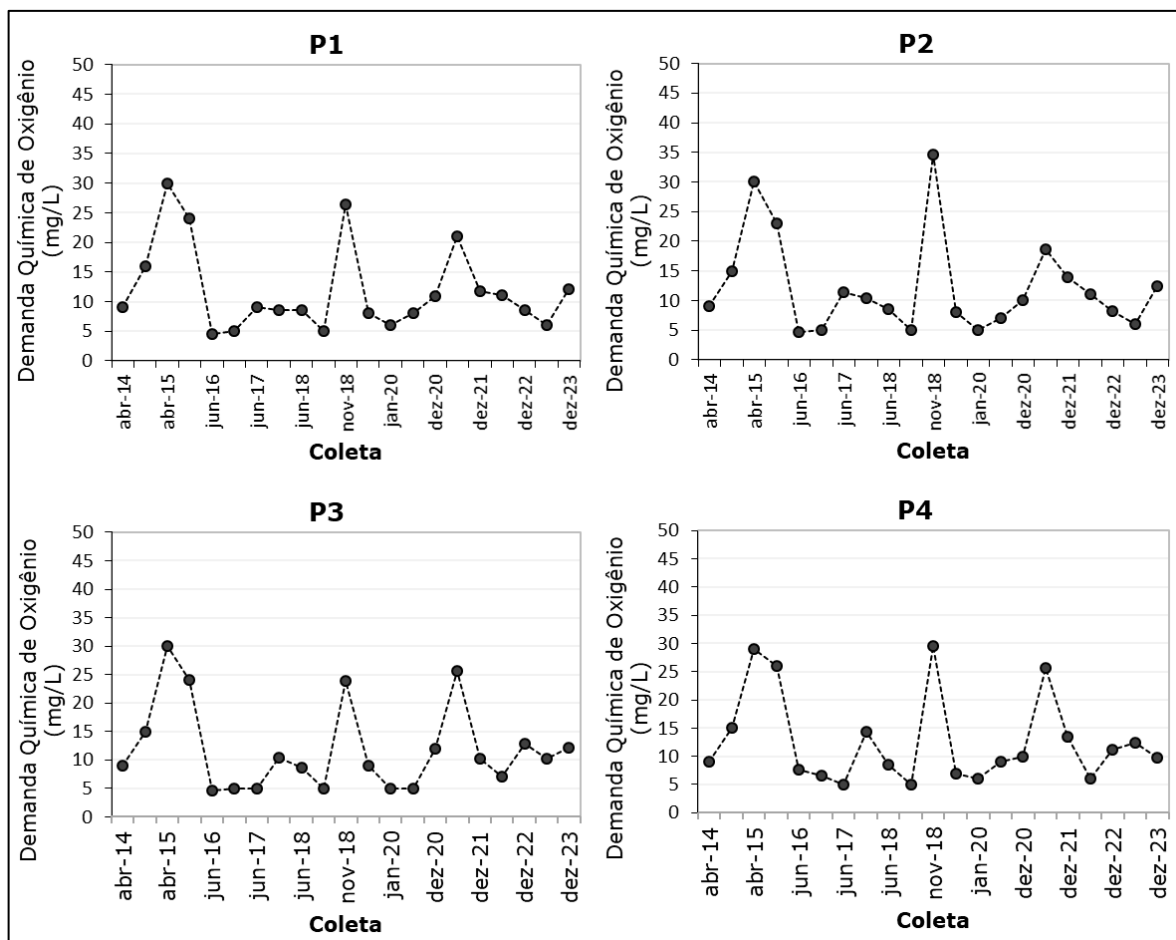 P1
Demanda Química de Oxigênio
(mg/L)
50
45
40
35
30
25
20
15
10
5
0
abr-14
abr-15
jun-16
jun-17
jun-18
nov-18
jan-20
dez-20
dez-21
dez-22
dez-23
Coleta
P2
Demanda Química de Oxigênio
(mg/L)
50
45
40
35
30
25
20
15
10
5
0
abr-14
abr-15
jun-16
jun-17
jun-18
nov-18
jan-20
dez-20
dez-21
dez-22
dez-23
Coleta
P3
Demanda Química de Oxigênio
(mg/L)
50
45
40
35
30
25
20
15
10
5
0
abr-14
abr-15
jun-16
jun-17
jun-18
nov-18
jan-20
dez-20
dez-21
dez-22
dez-23
Coleta
P4
Demanda Química de Oxigênio
(mg/L)
50
45
40
35
30
25
20
15
10
5
0
abr-14
abr-15
jun-16
jun-17
jun-18
nov-18
jan-20
dez-20
dez-21
dez-22
dez-23
Coleta